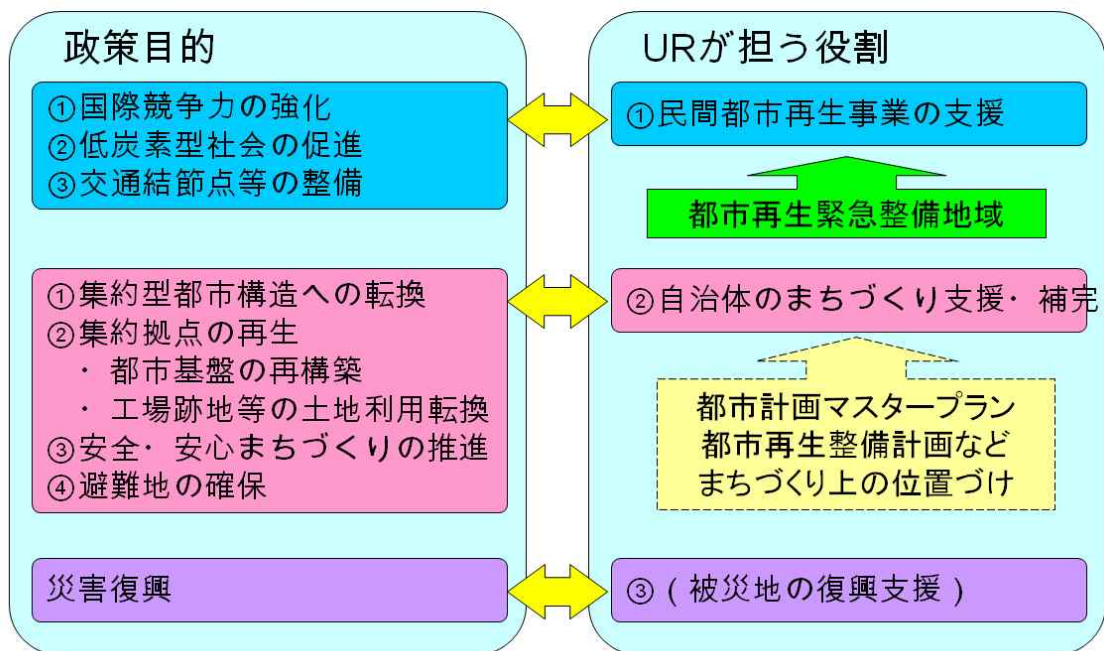 政策目的
①国際競争力の強化
②低炭素型社会の促進
③交通結節点等の整備
①集約型都市構造への転換
②集約拠点の再生
・ 都市基盤の再構築
・ 工場跡地等の土地利用転換
③安全・安心まちづくりの推進
④避難地の確保
災害復興
URが担う役割
①民間都市再生事業の支援
都市再生緊急整備地域
②自治体のまちづくり支援・補完
都市計画マスタープラン
都市再生整備計画など
まちづくり上の位置づけ
③(被災地の復興支援)